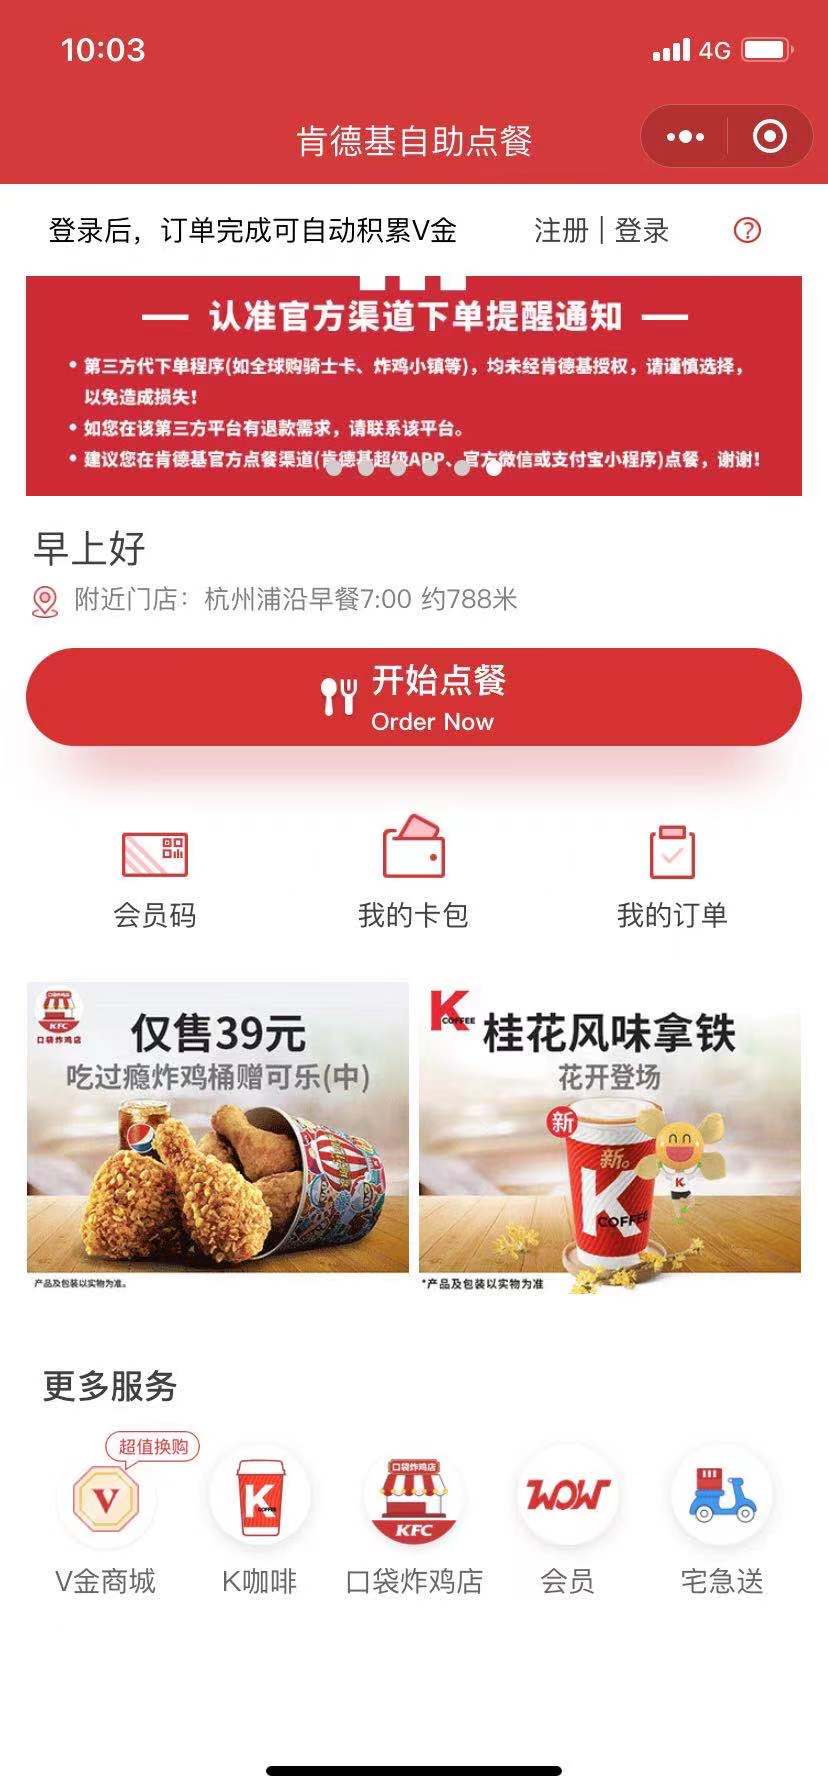 10:03
4G
肯德基自助点餐
登录后，订单完成可自动积累V金
注册 | 登录
?
认准官方渠道下单提醒通知
• 第三方代下单程序(如全球购骑士卡、炸鸡小镇等)，均未经肯德基授权，请谨慎选择，
以免造成损失！
• 如您在该第三方平台有退款需求，请联系该平台。
• 建议您在肯德基官方点餐渠道(肯德基超级APP、官方微信或支付宝小程序)点餐，谢谢！
早上好
附近门店：杭州浦沿早餐7:00 约788米
开始点餐
Order Now
会员码
我的卡包
我的订单
KFC
口袋炸鸡店
仅售39元
吃过瘾炸鸡桶赠可乐(中)
产品及包装以实物为准。
K COFFEE
桂花风味拿铁
花开登场
新
新。
K
COFFEE
K
*产品及包装以实物为准
更多服务
超值换购
V
V金商城
K
COFFEE
K咖啡
口袋炸鸡店
KFC
口袋炸鸡店
WOW
会员
宅急送